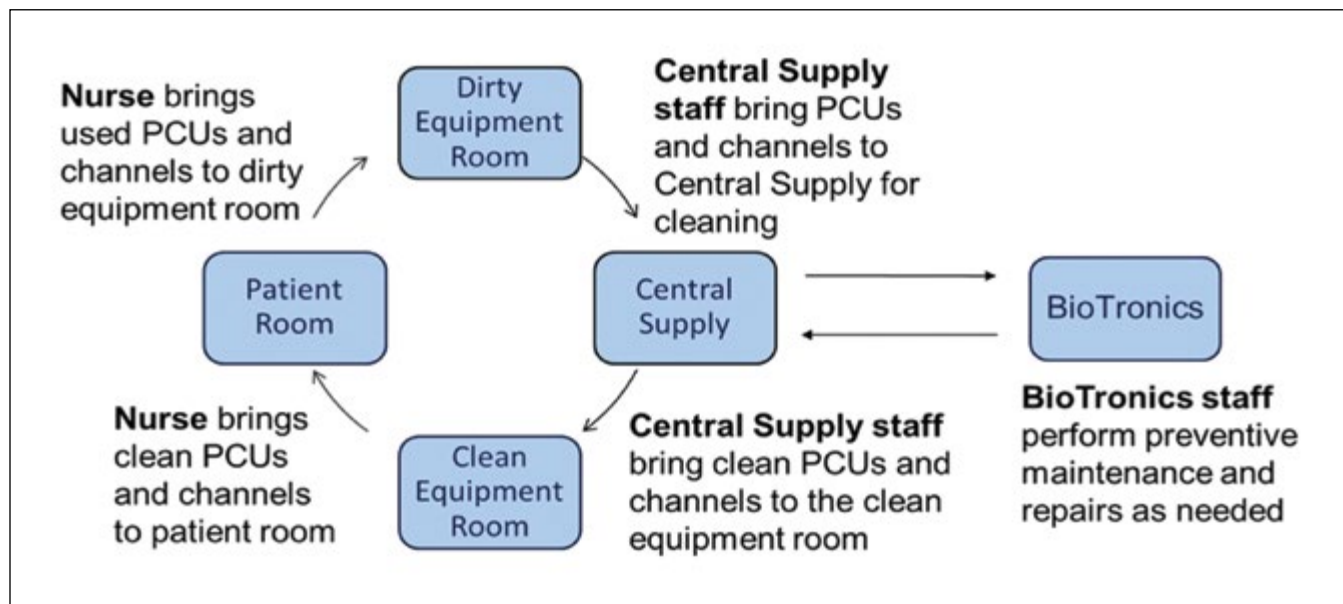 Nurse brings
used PCUs and
channels to dirty
equipment room
Dirty
Equipment
Room
Central Supply
staff bring PCUs
and channels to
Central Supply for
cleaning
Patient
Room
Central
Supply
BioTronics
Nurse brings
clean PCUs
and channels
to patient room
Clean
Equipment
Room
Central Supply staff
bring clean PCUs and
channels to the clean
equipment room
BioTronics staff
perform preventive
maintenance and
repairs as needed